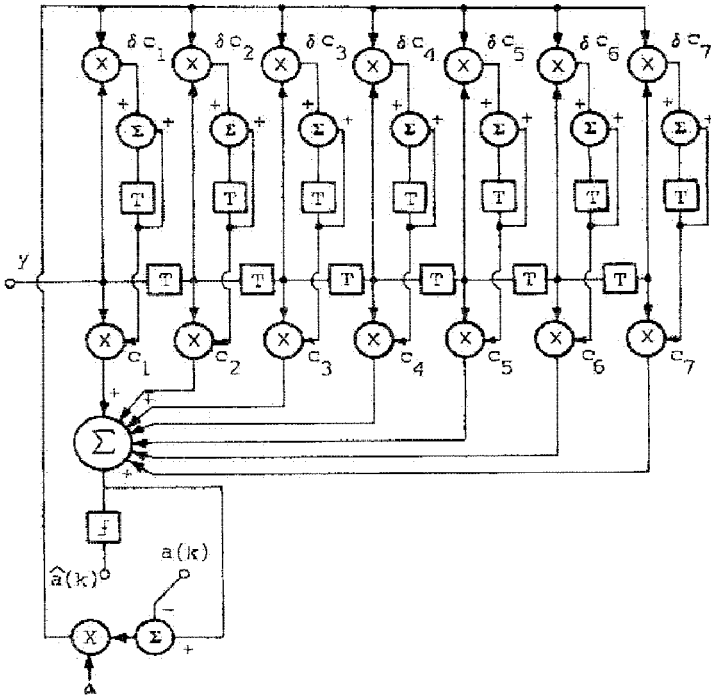 δc1 δc2 δc3 δc4 δc5 δc6 δc7
X X X X X X X
+ + + + + + + + + + + + + +
Σ Σ Σ Σ Σ Σ Σ
T T T T T T T
y
T T T T T T
X X X X X X X
c1 c2 c3 c4 c5 c6 c7
+ +
Σ
+
a(k)
â(k)
−
X Σ +
a